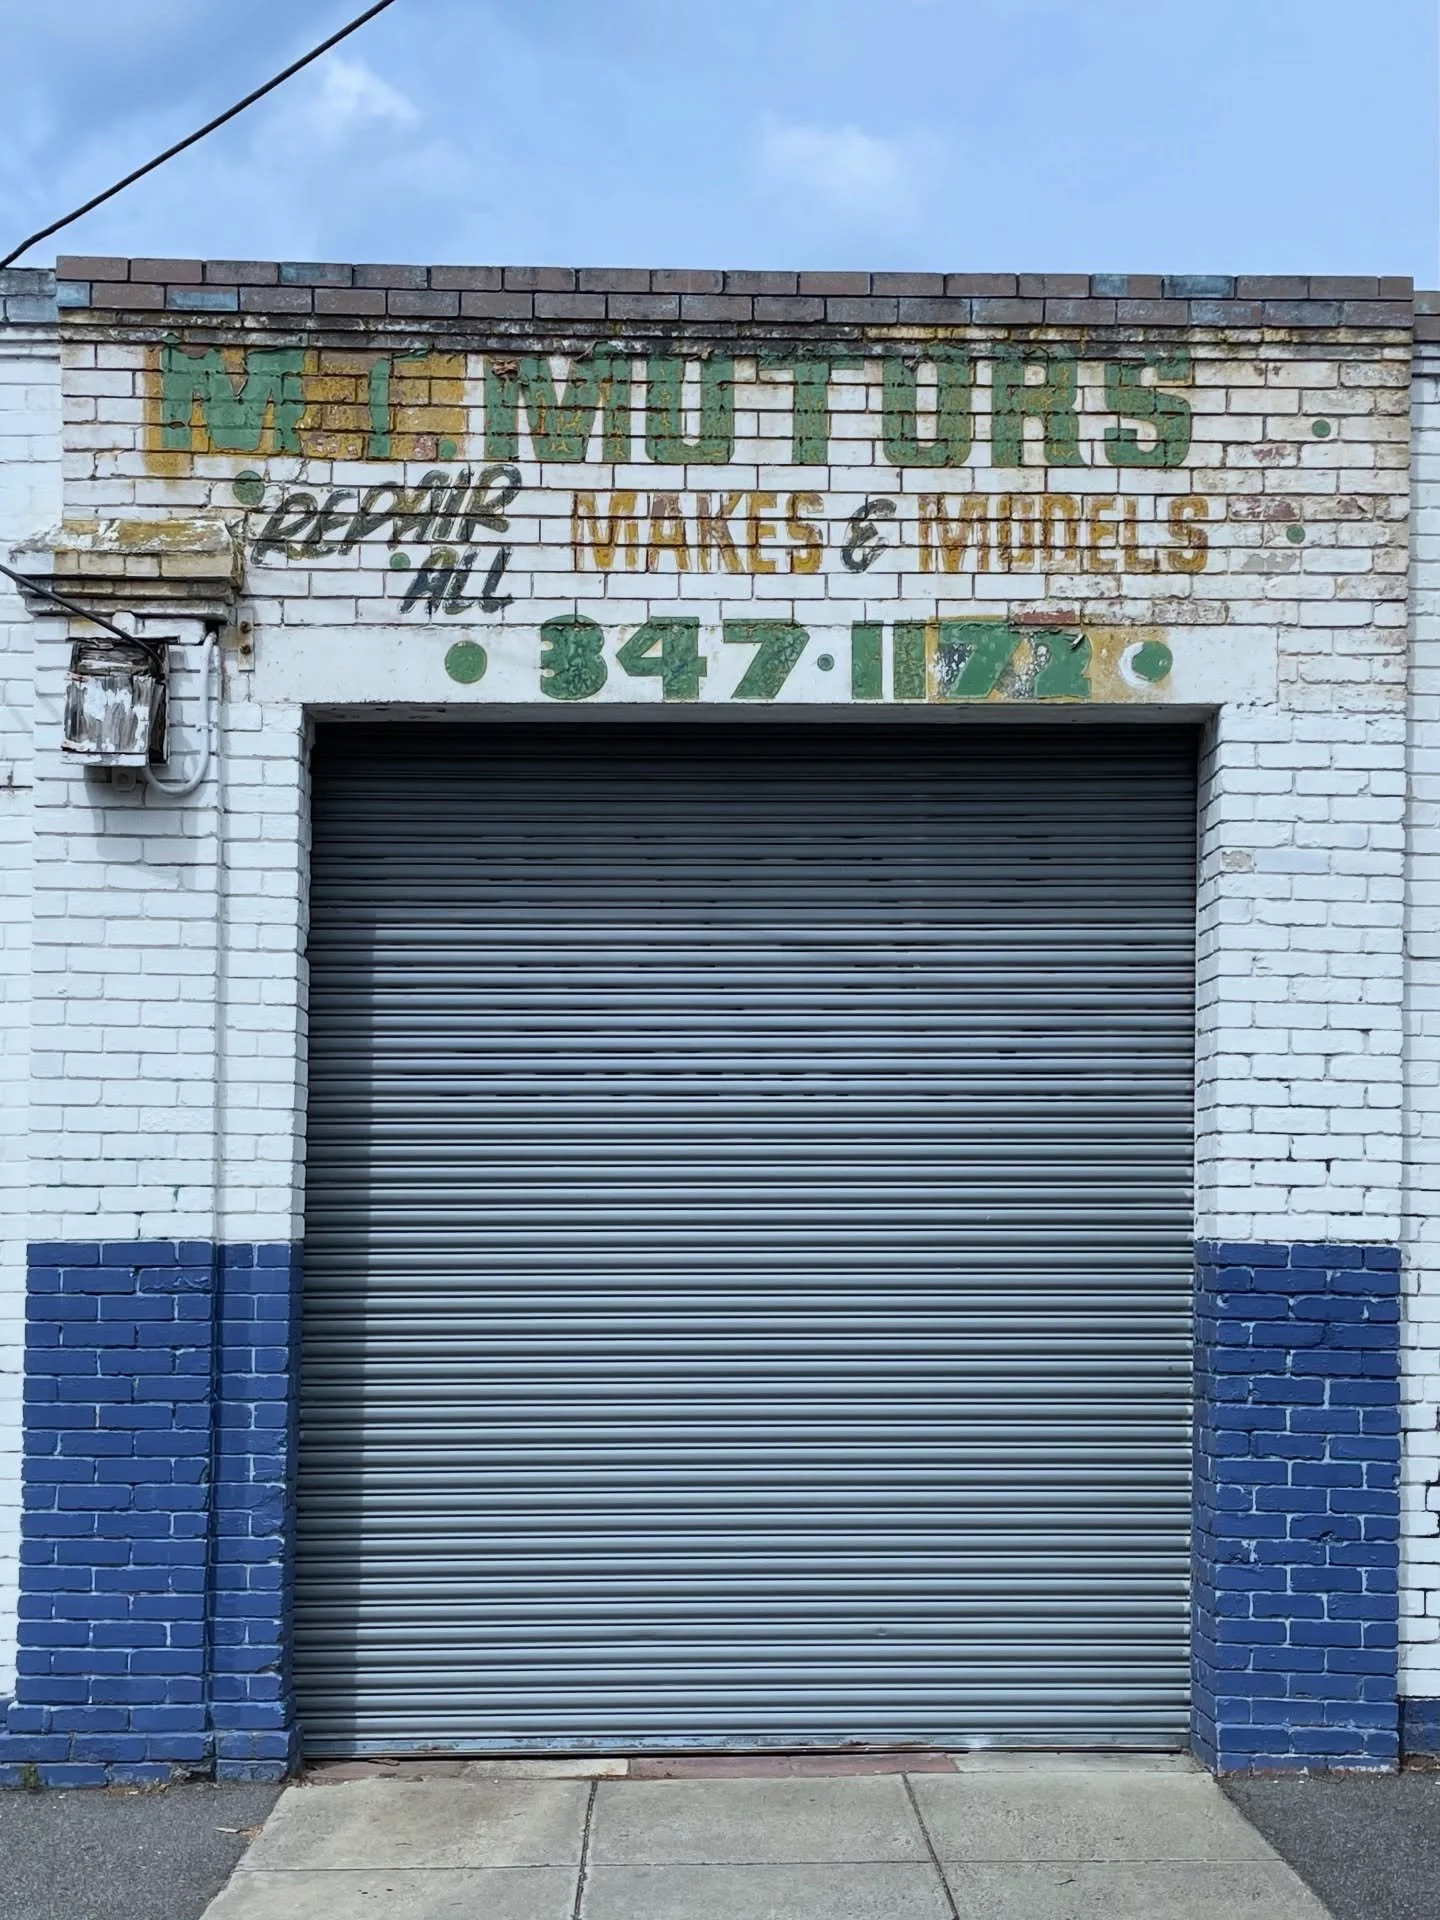 M.T. MOTORS
REPAIR ALL MAKES & MODELS
347·1172